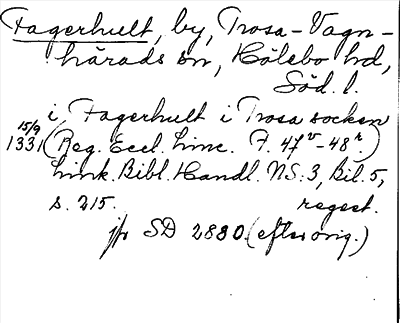 Fagerhult, by, Trosa-Vagn-
härads sn, Hölebo hd,
Söd. l.
i Fagerhult i Trosa socken
15/9
1331 (Reg. Eccl. Linc. F. 47v-48r)
Link. Bibl. Handl. NS:3, Bil. 5,
s. 215. regest.
jfr SD 2880 (efter orig.)